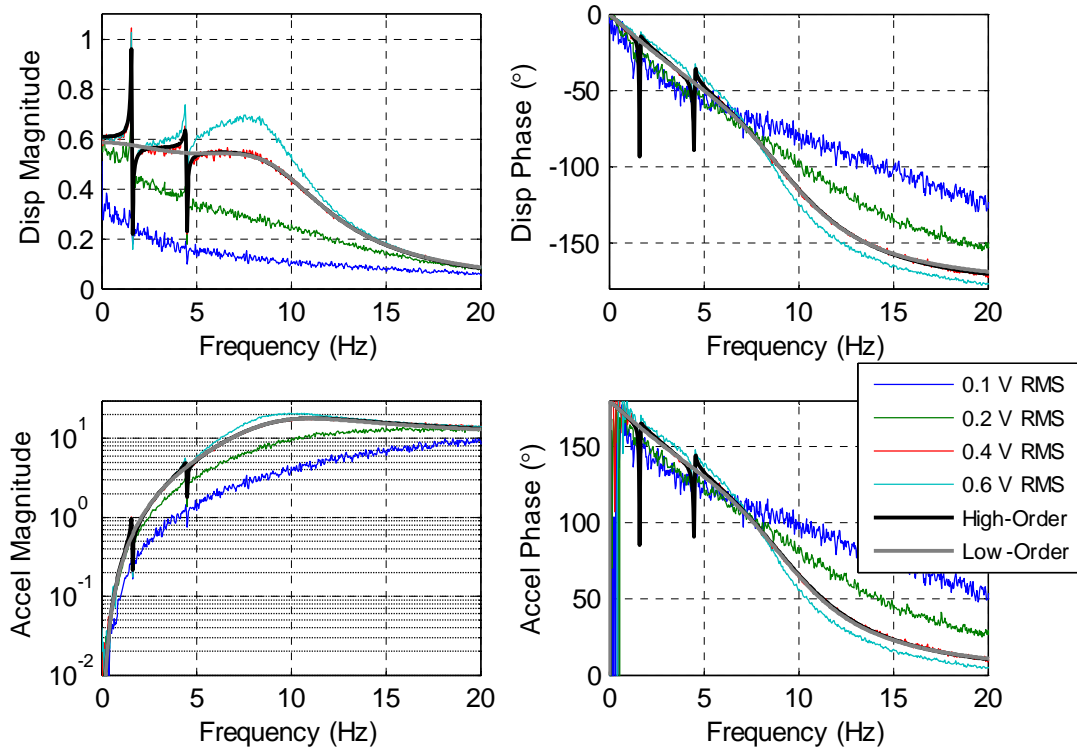 1
0.8
0.6
0.4
0.2
0
Disp Magnitude
0 5 10 15 20
Frequency (Hz)
0
-50
-100
-150
Disp Phase (°)
0 5 10 15 20
Frequency (Hz)
10^1
10^0
10^-1
10^-2
Accel Magnitude
0 5 10 15 20
Frequency (Hz)
150
100
50
0
Accel Phase (°)
0 5 10 15 20
Frequency (Hz)
0.1 V RMS
0.2 V RMS
0.4 V RMS
0.6 V RMS
High-Order
Low-Order